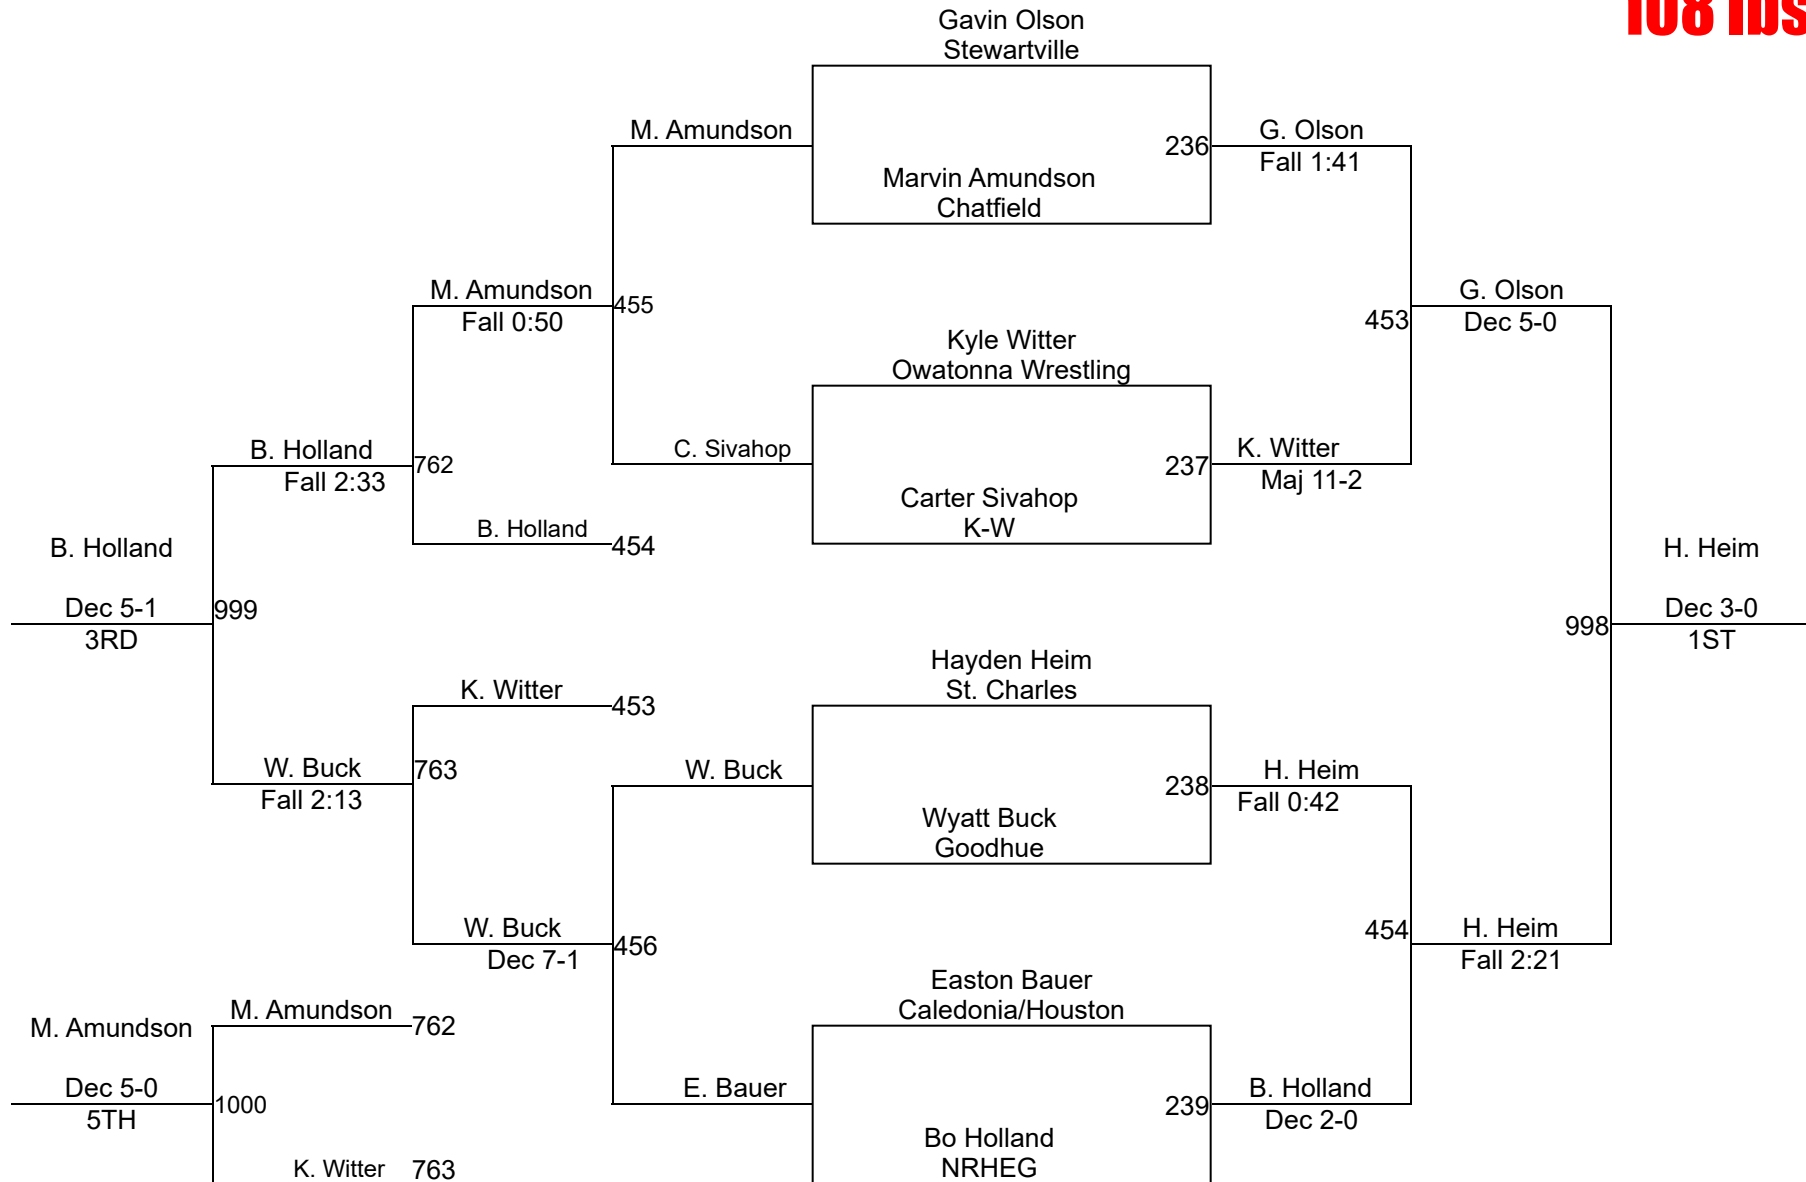 108 lbs
Gavin Olson
Stewartville
M. Amundson
236
G. Olson
Fall 1:41
Marvin Amundson
Chatfield
M. Amundson
Fall 0:50
455
453
G. Olson
Dec 5-0
Kyle Witter
Owatonna Wrestling
B. Holland
Fall 2:33
762
C. Sivahop
237
K. Witter
Maj 11-2
Carter Sivahop
K-W
B. Holland
454
B. Holland
Dec 5-1
3RD
999
998
H. Heim
Dec 3-0
1ST
Hayden Heim
St. Charles
K. Witter
453
W. Buck
Fall 2:13
763
W. Buck
238
H. Heim
Fall 0:42
Wyatt Buck
Goodhue
W. Buck
Dec 7-1
456
454
H. Heim
Fall 2:21
Easton Bauer
Caledonia/Houston
M. Amundson
762
M. Amundson
Dec 5-0
5TH
1000
E. Bauer
239
B. Holland
Dec 2-0
Bo Holland
NRHEG
K. Witter
763